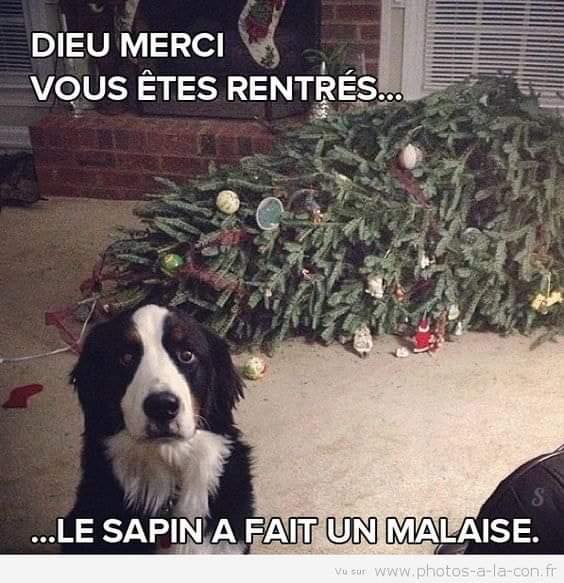 DIEU MERCI
VOUS ÊTES RENTRÉS...
...LE SAPIN A FAIT UN MALAISE.
Vu sur www.photos-a-la-con.fr